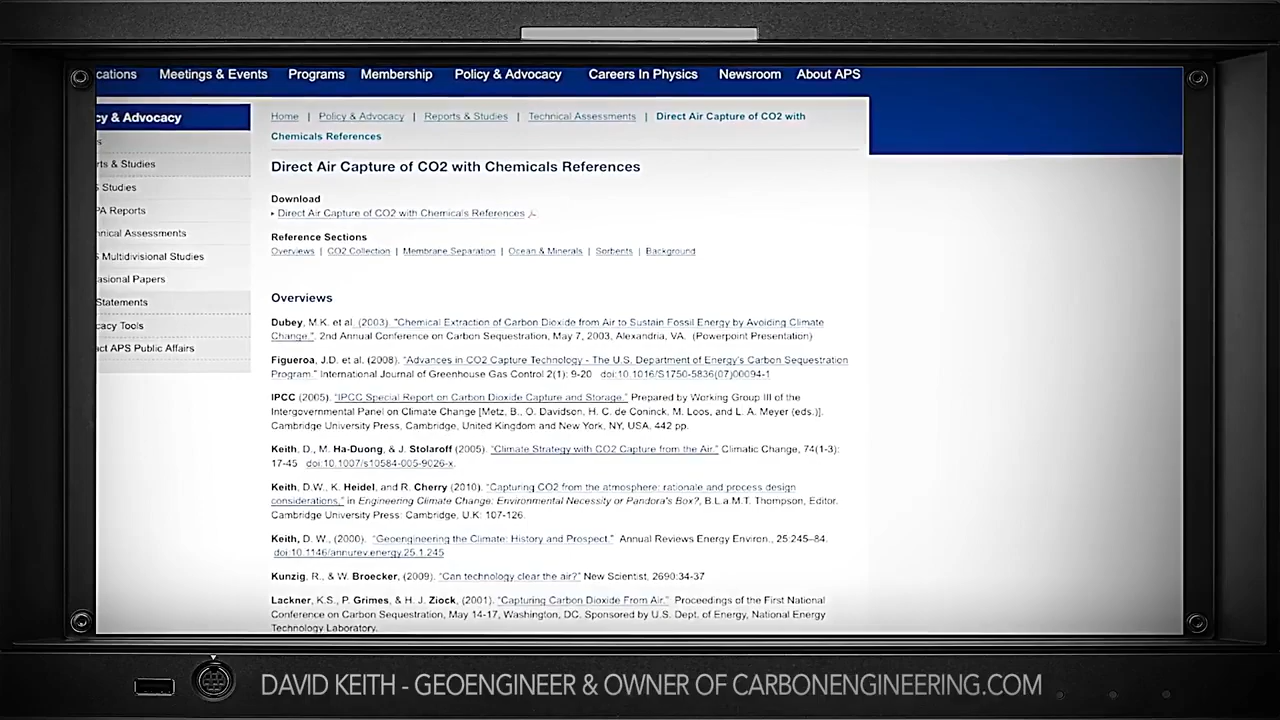 cations Meetings & Events Programs Membership Policy & Advocacy Careers In Physics Newsroom About APS
cy & Advocacy
s
rts & Studies
S Studies
PA Reports
nnical Assessments
S Multidivisional Studies
asional Papers
Statements
cacy Tools
act APS Public Affairs
Home | Policy & Advocacy | Reports & Studies | Technical Assessments | Direct Air Capture of CO2 with
Chemicals References
Direct Air Capture of CO2 with Chemicals References
Download
Direct Air Capture of CO2 with Chemicals References
Reference Sections
Overviews | CO2 Collection | Membrane Separation | Ocean & Minerals | Sorbents | Background
Overviews
Dubey, M.K. et al. (2003). "Chemical Extraction of Carbon Dioxide from Air to Sustain Fossil Energy by Avoiding Climate
Change.". 2nd Annual Conference on Carbon Sequestration, May 7, 2003, Alexandria, VA. (Powerpoint Presentation)
Figueroa, J.D. et al. (2008). "Advances in CO2 Capture Technology - The U.S. Department of Energy's Carbon Sequestration
Program." International Journal of Greenhouse Gas Control 2(1): 9-20 doi:10.1016/S1750-5836(07)00094-1
IPCC (2005). "IPCC Special Report on Carbon Dioxide Capture and Storage." Prepared by Working Group III of the
Intergovernmental Panel on Climate Change [Metz, B., O. Davidson, H. C. de Coninck, M. Loos, and L. A. Meyer (eds.)].
Cambridge University Press, Cambridge, United Kingdom and New York, NY, USA, 442 pp.
Keith, D., M. Ha-Duong, & J. Stolaroff (2005). "Climate Strategy with CO2 Capture from the Air." Climatic Change, 74(1-3):
17-45 doi:10.1007/s10584-005-9026-x.
Keith, D.W., K. Heidel, and R. Cherry (2010). "Capturing CO2 from the atmosphere: rationale and process design
considerations," in Engineering Climate Change: Environmental Necessity or Pandora's Box?, B.L.a.M.T. Thompson, Editor.
Cambridge University Press: Cambridge, U.K: 107-126.
Keith, D. W., (2000). "Geoengineering the Climate: History and Prospect." Annual Reviews Energy Environ., 25:245–84.
doi:10.1146/annurev.energy.25.1.245
Kunzig, R., & W. Broecker, (2009). "Can technology clear the air?" New Scientist, 2690:34-37
Lackner, K.S., P. Grimes, & H. J. Ziock, (2001). "Capturing Carbon Dioxide From Air." Proceedings of the First National
Conference on Carbon Sequestration, May 14-17, Washington, DC. Sponsored by U.S. Dept. of Energy, National Energy
Technology Laboratory.
DAVID KEITH - GEOENGINEER & OWNER OF CARBONENGINEERING.COM